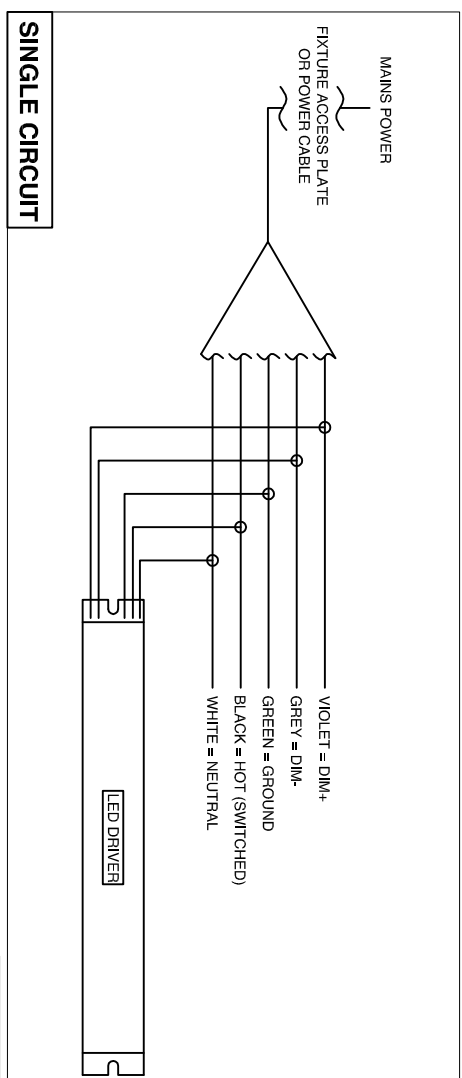 MAINS POWER
FIXTURE ACCESS PLATE
OR POWER CABLE
VIOLET = DIM+
GREY = DIM-
GREEN = GROUND
BLACK = HOT (SWITCHED)
WHITE = NEUTRAL
LED DRIVER
SINGLE CIRCUIT